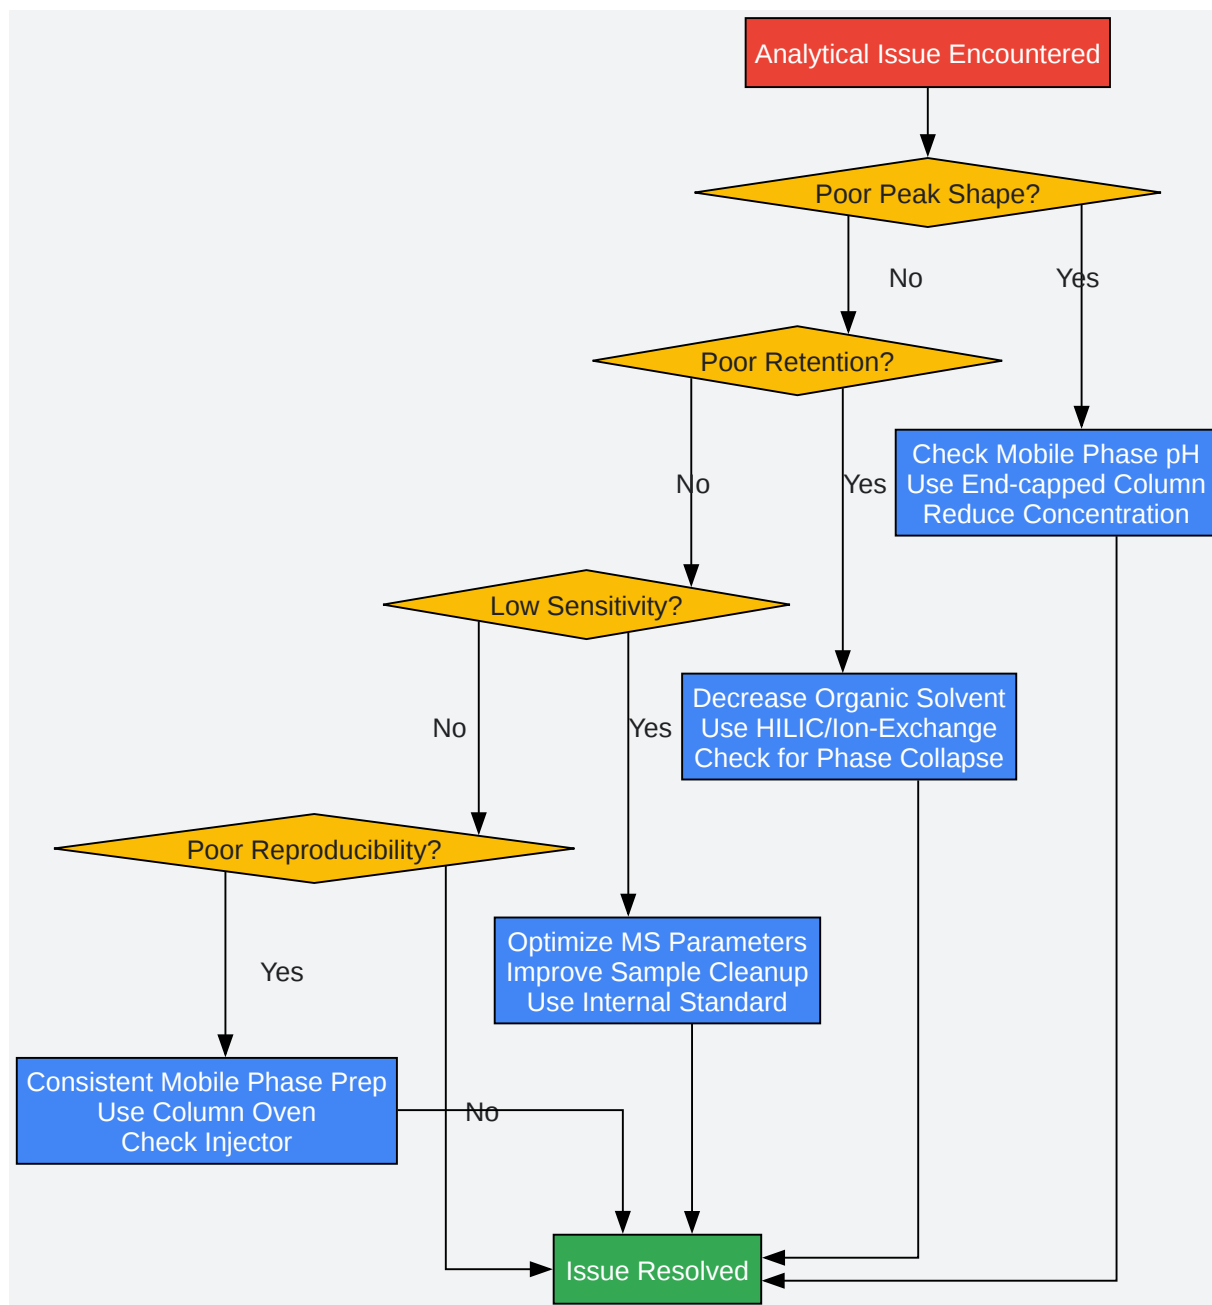 Analytical Issue Encountered
Poor Peak Shape?
No
Yes
Poor Retention?
No
Yes
Check Mobile Phase pH
Use End-capped Column
Reduce Concentration
Low Sensitivity?
No
Yes
Decrease Organic Solvent
Use HILIC/Ion-Exchange
Check for Phase Collapse
Poor Reproducibility?
Yes
Optimize MS Parameters
Improve Sample Cleanup
Use Internal Standard
Consistent Mobile Phase Prep
Use Column Oven
Check Injector
No
Issue Resolved